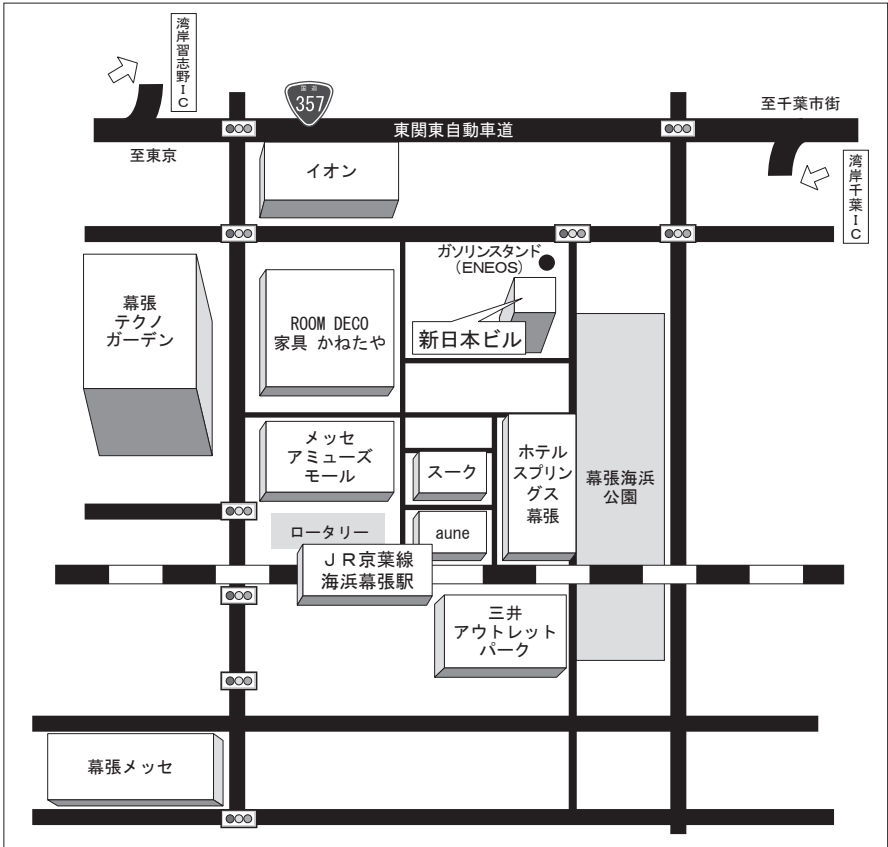 湾岸習志野IC
国道
357
東関東自動車道
至千葉市街
至東京
湾岸千葉IC
イオン
ガソリンスタンド
(ENEOS)
幕張
テクノ
ガーデン
ROOM DECO
家具 かねたや
新日本ビル
メッセ
アミューズ
モール
スーク
ホテル
スプリン
グス
幕張
幕張海浜
公園
ロータリー
aune
JR京葉線
海浜幕張駅
三井
アウトレット
パーク
幕張メッセ